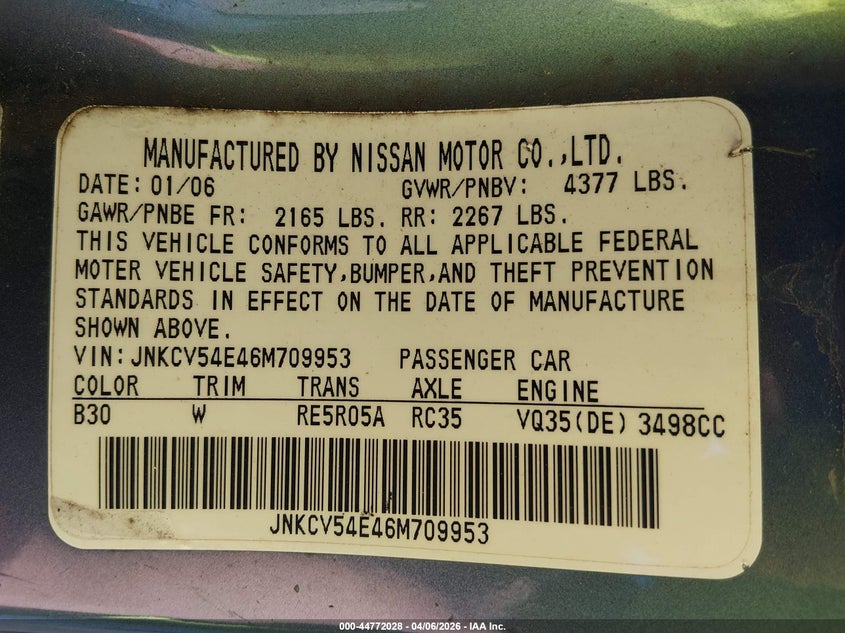 MANUFACTURED BY NISSAN MOTOR CO.,LTD.
DATE: 01/06 GVWR/PNBV: 4377 LBS.
GAWR/PNBE FR: 2165 LBS. RR: 2267 LBS.
THIS VEHICLE CONFORMS TO ALL APPLICABLE FEDERAL
MOTER VEHICLE SAFETY,BUMPER,AND THEFT PREVENTION
STANDARDS IN EFFECT ON THE DATE OF MANUFACTURE
SHOWN ABOVE.
VIN: JNKCV54E46M709953 PASSENGER CAR
COLOR TRIM TRANS AXLE ENGINE
B30 W RE5R05A RC35 VQ35(DE) 3498CC
JNKCV54E46M709953
000-44772028 - 04/06/2026 - IAA Inc.